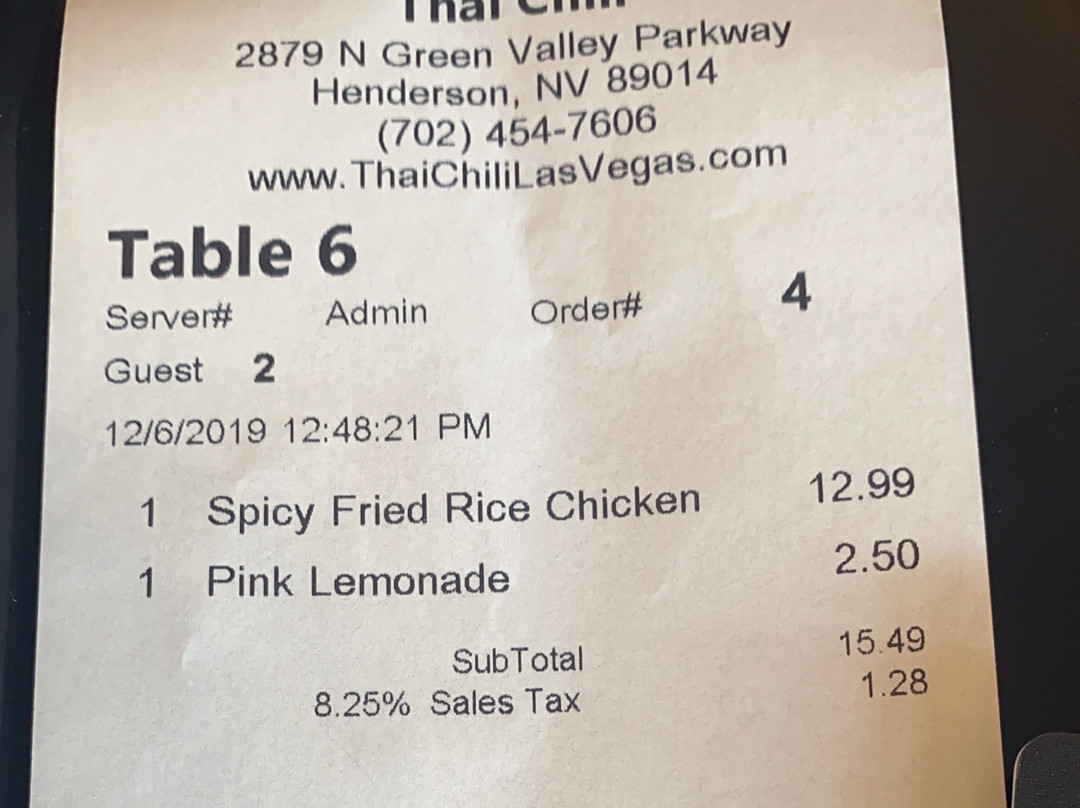 Thai Chili
2879 N Green Valley Parkway
Henderson, NV 89014
(702) 454-7606
www.ThaiChiliLasVegas.com
Table 6
Server# Admin Order# 4
Guest 2
12/6/2019 12:48:21 PM
1 Spicy Fried Rice Chicken 12.99
1 Pink Lemonade 2.50
SubTotal 15.49
8.25% Sales Tax 1.28